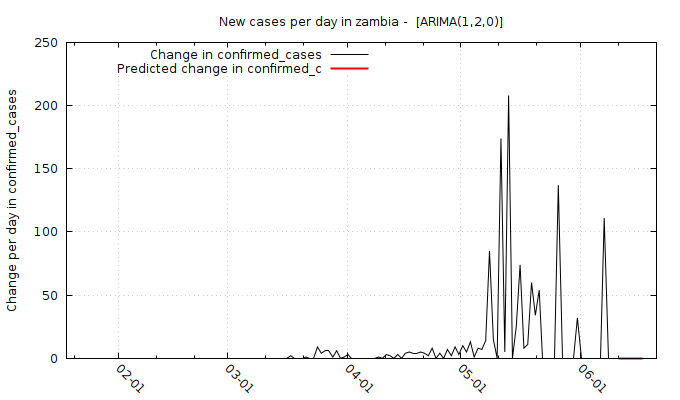 New cases per day in zambia -  [ARIMA(1,2,0)]
Change in confirmed_cases
Predicted change in confirmed_c
Change per day in confirmed_cases
250
200
150
100
50
0
02-01
03-01
04-01
05-01
06-01